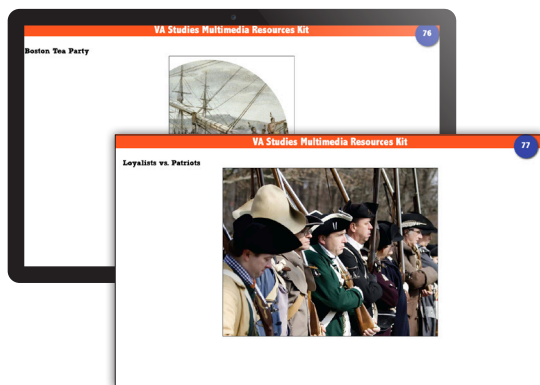 VA Studies Multimedia Resources Kit
76
Boston Tea Party
VA Studies Multimedia Resources Kit
77
Loyalists vs. Patriots